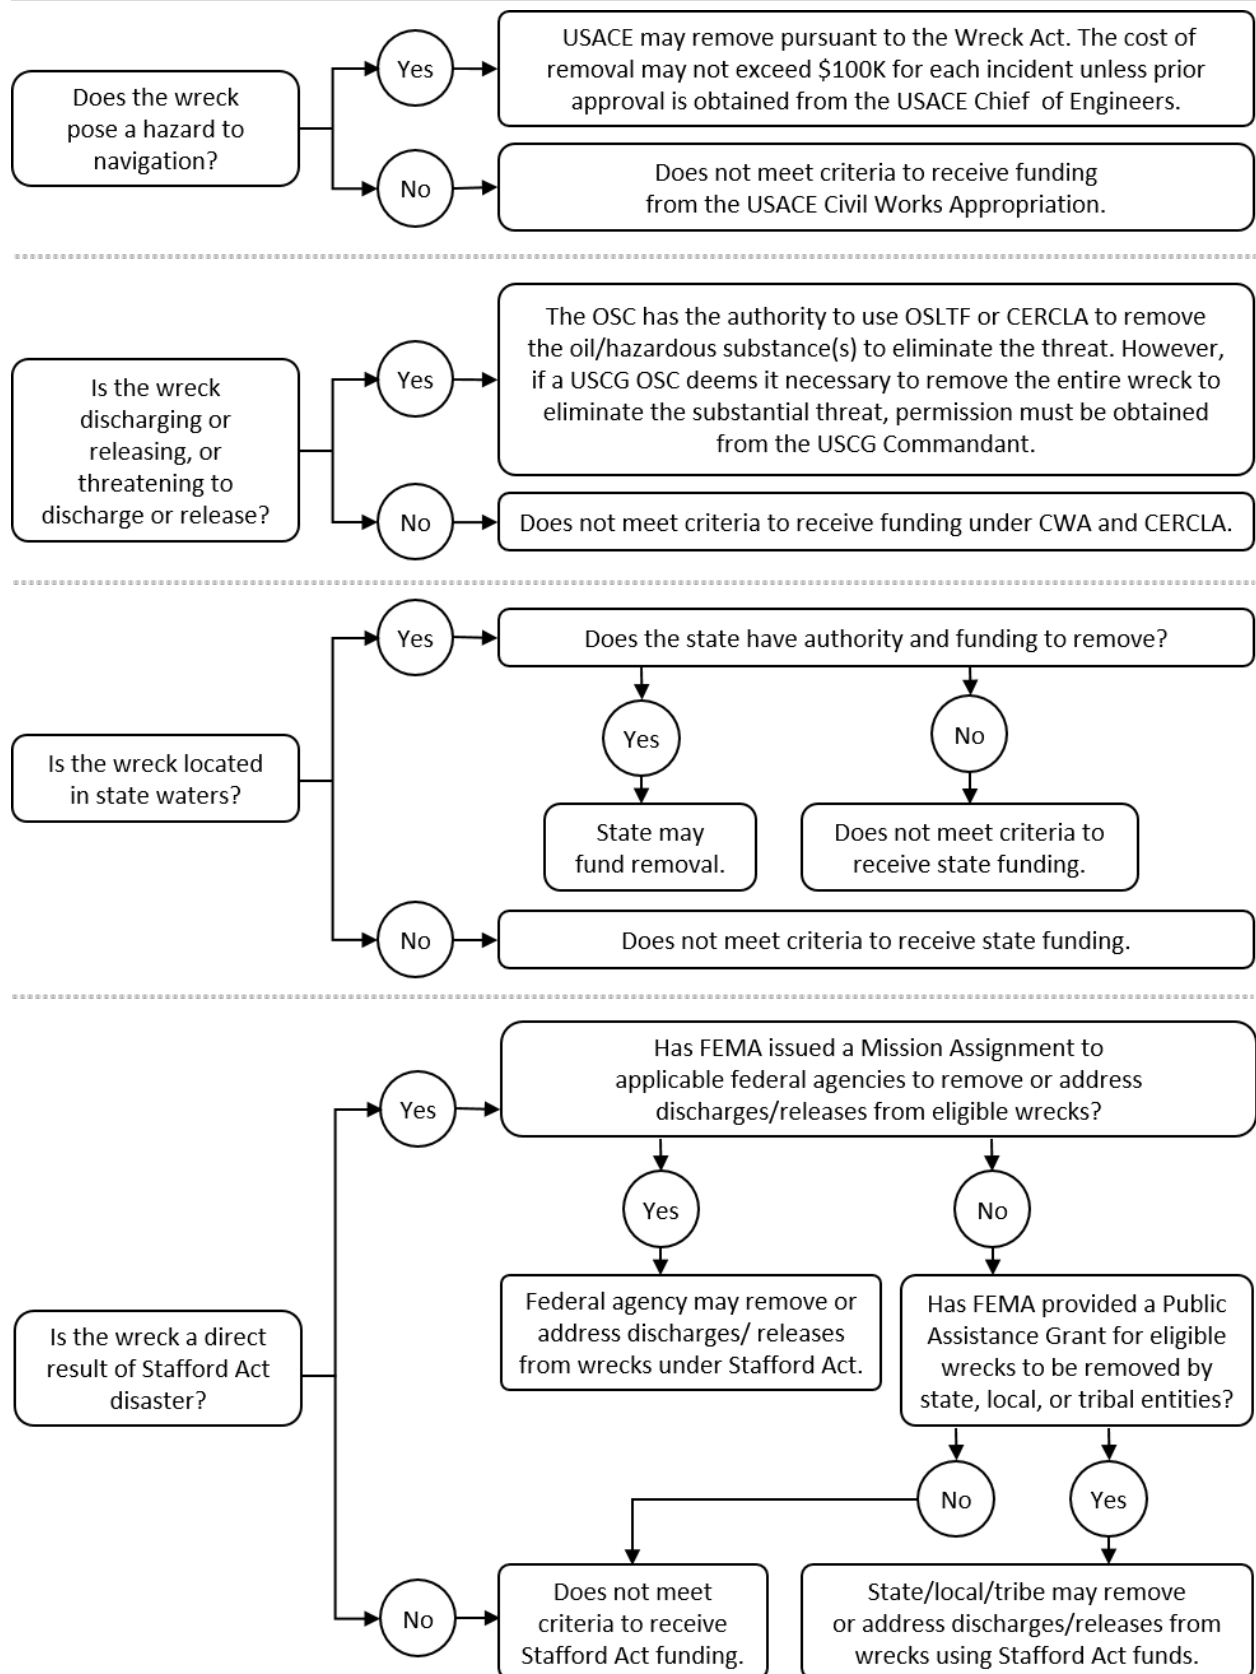 Does the wreck
pose a hazard to
navigation?
Yes
USACE may remove pursuant to the Wreck Act. The cost of
removal may not exceed $100K for each incident unless prior
approval is obtained from the USACE Chief  of Engineers.
No
Does not meet criteria to receive funding
from the USACE Civil Works Appropriation.
Is the wreck
discharging or
releasing, or
threatening to
discharge or release?
Yes
The OSC has the authority to use OSLTF or CERCLA to remove
the oil/hazardous substance(s) to eliminate the threat. However,
if a USCG OSC deems it necessary to remove the entire wreck to
eliminate the substantial threat, permission must be obtained
from the USCG Commandant.
No
Does not meet criteria to receive funding under CWA and CERCLA.
Is the wreck located
in state waters?
Yes
Does the state have authority and funding to remove?
Yes
State may
fund removal.
No
Does not meet criteria to
receive state funding.
No
Does not meet criteria to receive state funding.
Is the wreck a direct
result of Stafford Act
disaster?
Yes
Has FEMA issued a Mission Assignment to
applicable federal agencies to remove or address
discharges/releases from eligible wrecks?
Yes
Federal agency may remove or
address discharges/ releases
from wrecks under Stafford Act.
No
Has FEMA provided a Public
Assistance Grant for eligible
wrecks to be removed by
state, local, or tribal entities?
No
Yes
State/local/tribe may remove
or address discharges/releases from
wrecks using Stafford Act funds.
No
Does not meet
criteria to receive
Stafford Act funding.